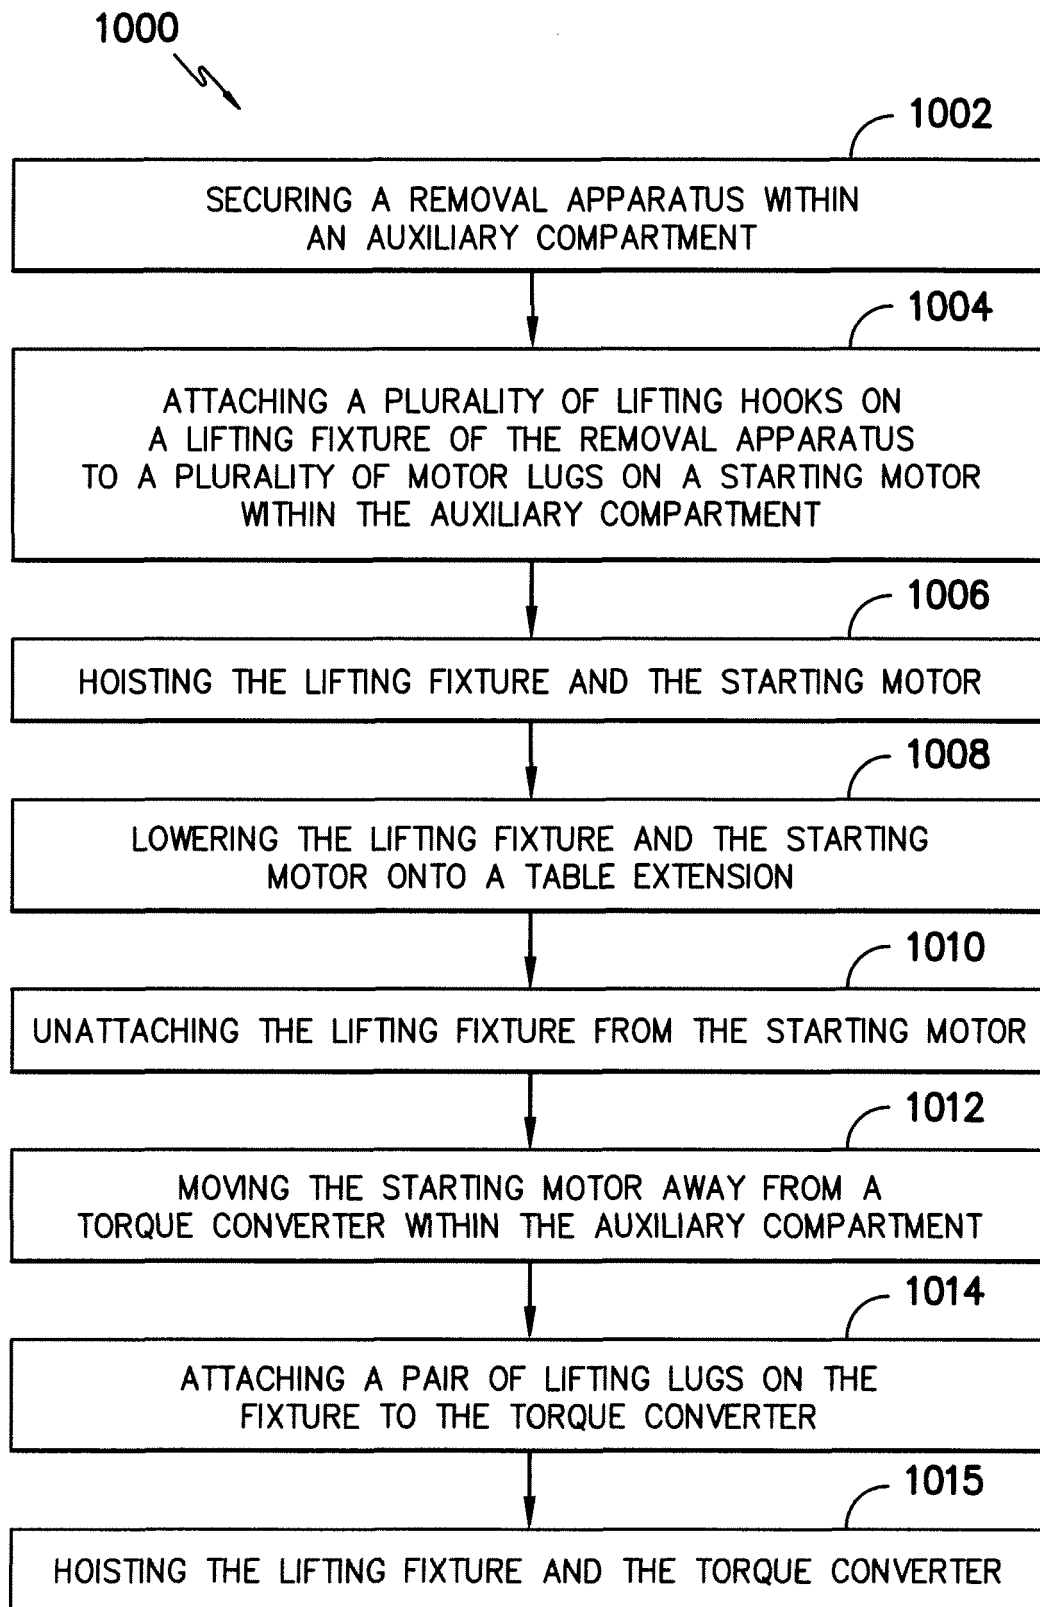 1000
1002
SECURING A REMOVAL APPARATUS WITHIN
AN AUXILIARY COMPARTMENT
1004
ATTACHING A PLURALITY OF LIFTING HOOKS ON
A LIFTING FIXTURE OF THE REMOVAL APPARATUS
TO A PLURALITY OF MOTOR LUGS ON A STARTING MOTOR
WITHIN THE AUXILIARY COMPARTMENT
1006
HOISTING THE LIFTING FIXTURE AND THE STARTING MOTOR
1008
LOWERING THE LIFTING FIXTURE AND THE STARTING
MOTOR ONTO A TABLE EXTENSION
1010
UNATTACHING THE LIFTING FIXTURE FROM THE STARTING MOTOR
1012
MOVING THE STARTING MOTOR AWAY FROM A
TORQUE CONVERTER WITHIN THE AUXILIARY COMPARTMENT
1014
ATTACHING A PAIR OF LIFTING LUGS ON THE
FIXTURE TO THE TORQUE CONVERTER
1015
HOISTING THE LIFTING FIXTURE AND THE TORQUE CONVERTER